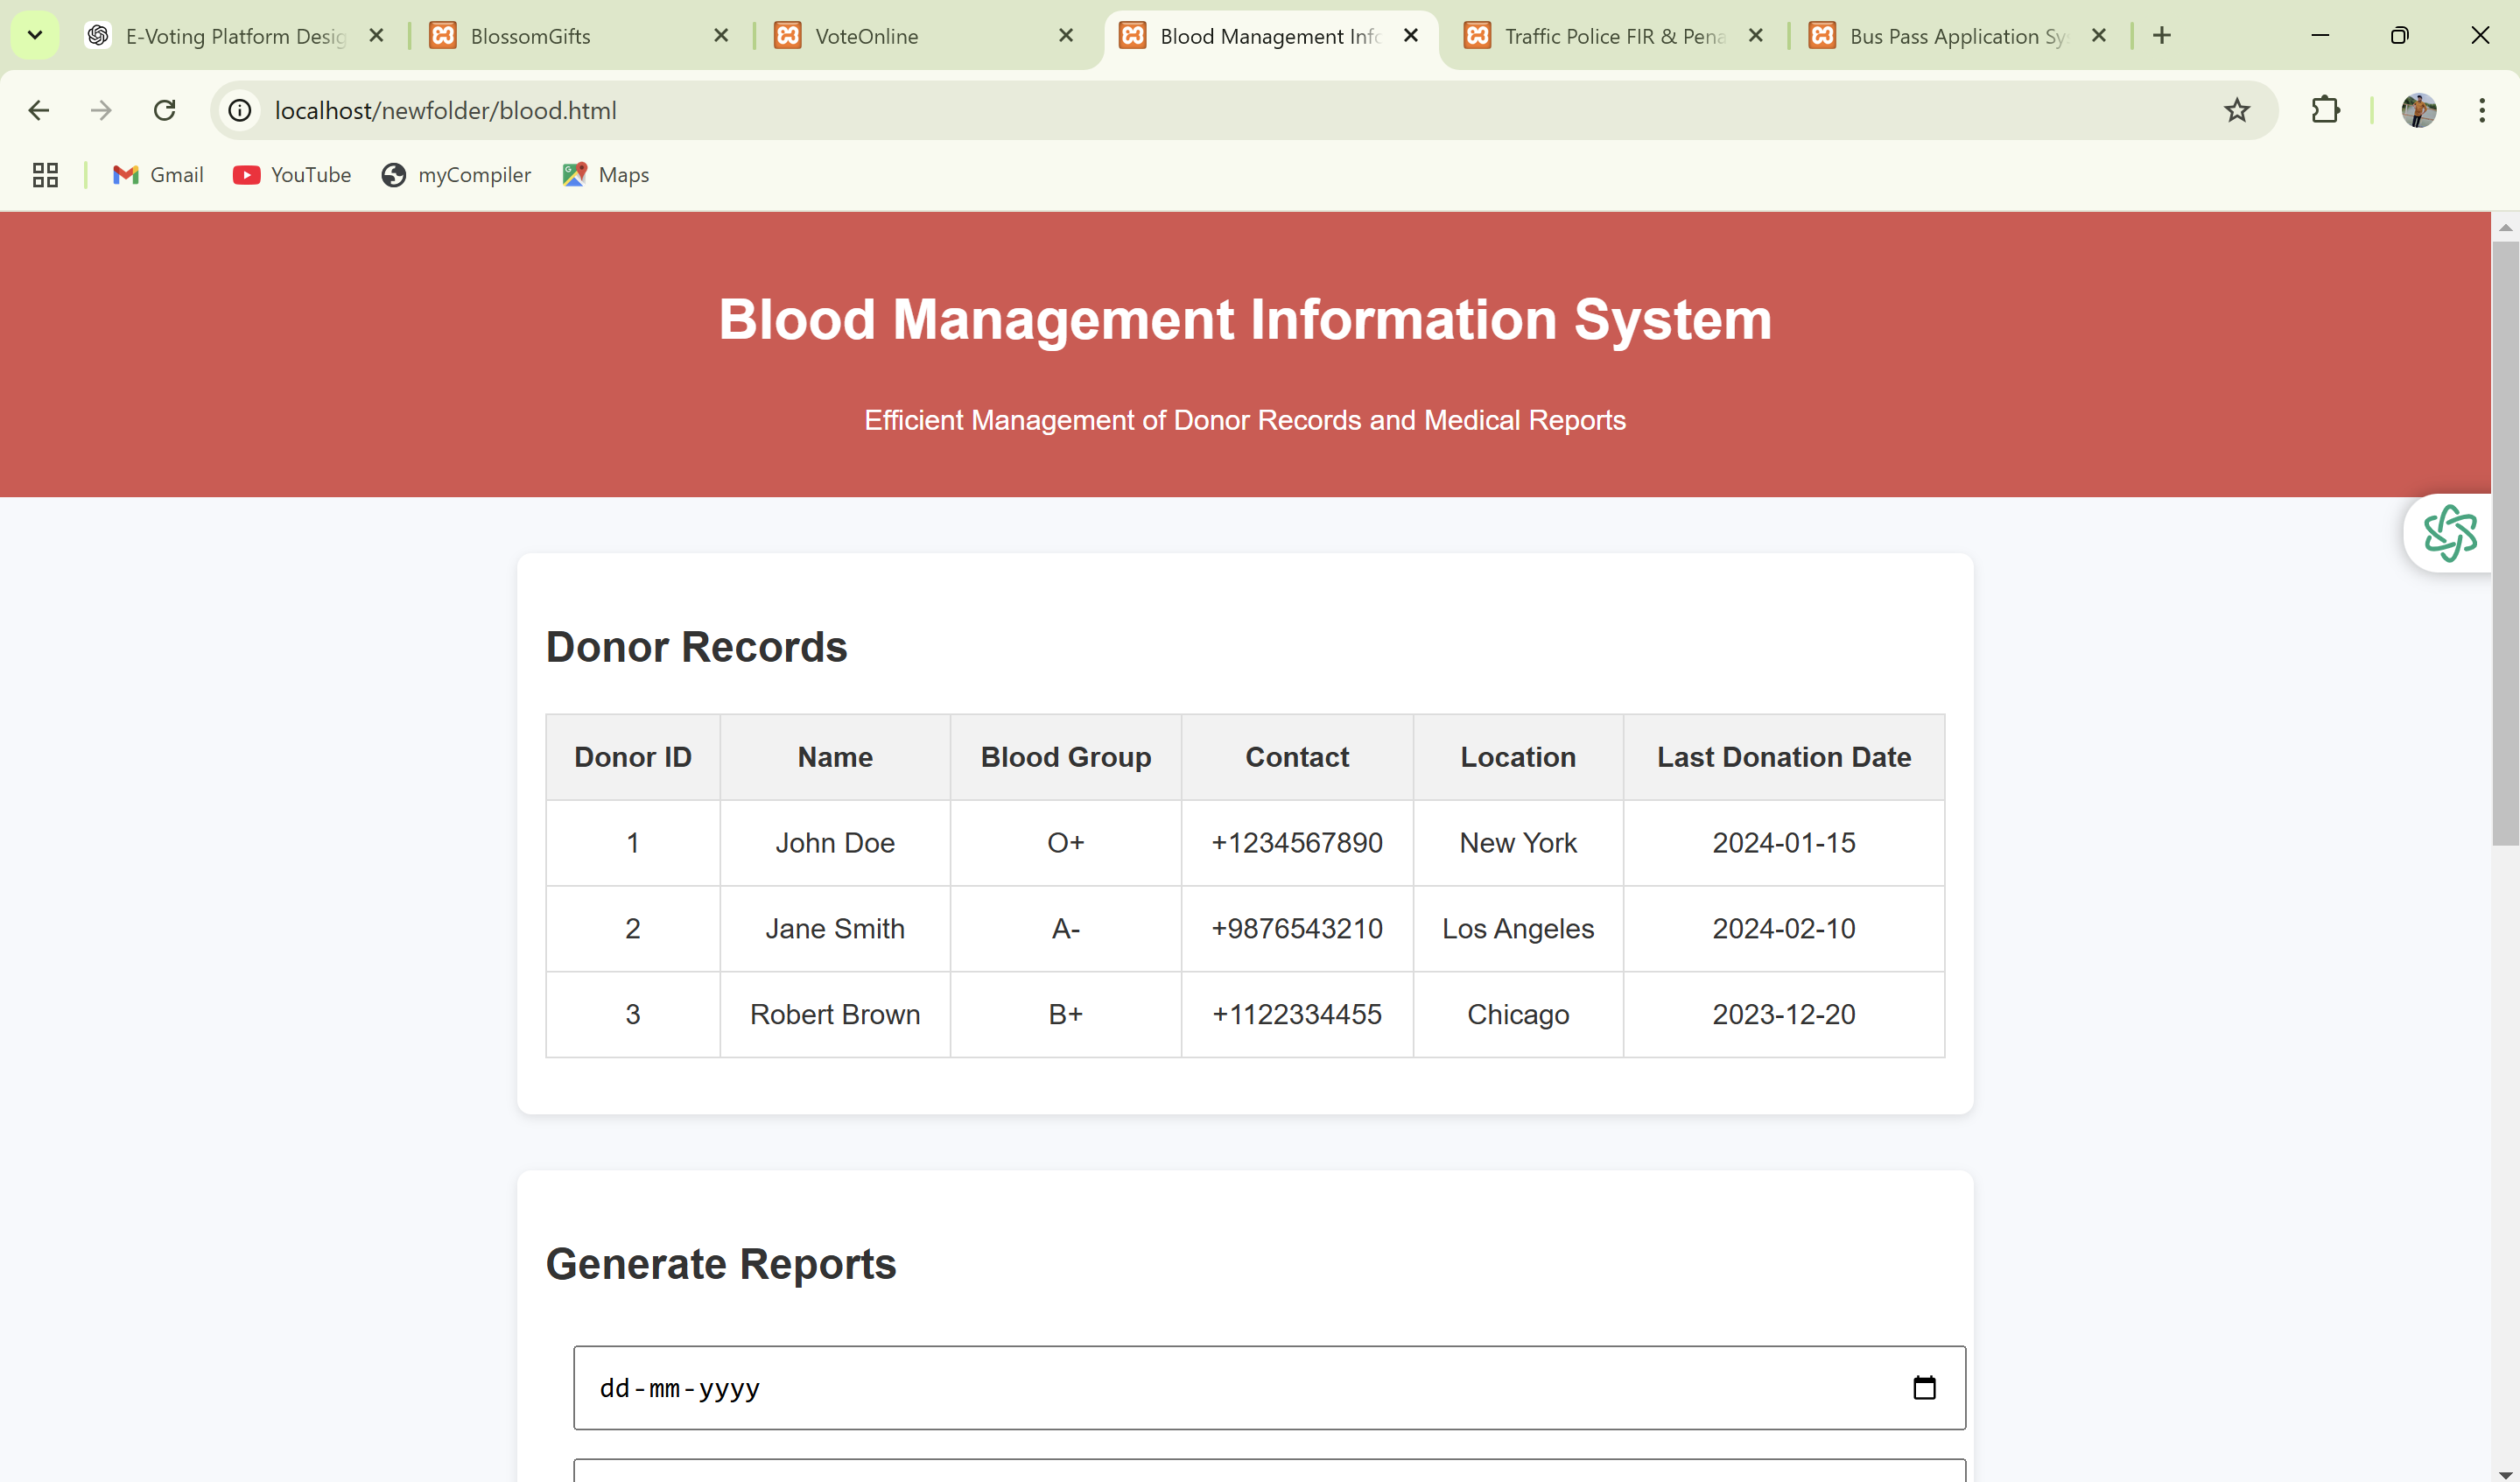 E-Voting Platform Desig
BlossomGifts
VoteOnline
Blood Management Info
Traffic Police FIR & Pena
Bus Pass Application Sy
localhost/newfolder/blood.html
Gmail
YouTube
myCompiler
Maps
Blood Management Information System
Efficient Management of Donor Records and Medical Reports
Donor Records
Donor ID Name Blood Group Contact Location Last Donation Date
1 John Doe O+ +1234567890 New York 2024-01-15
2 Jane Smith A- +9876543210 Los Angeles 2024-02-10
3 Robert Brown B+ +1122334455 Chicago 2023-12-20
Generate Reports
dd-mm-yyyy